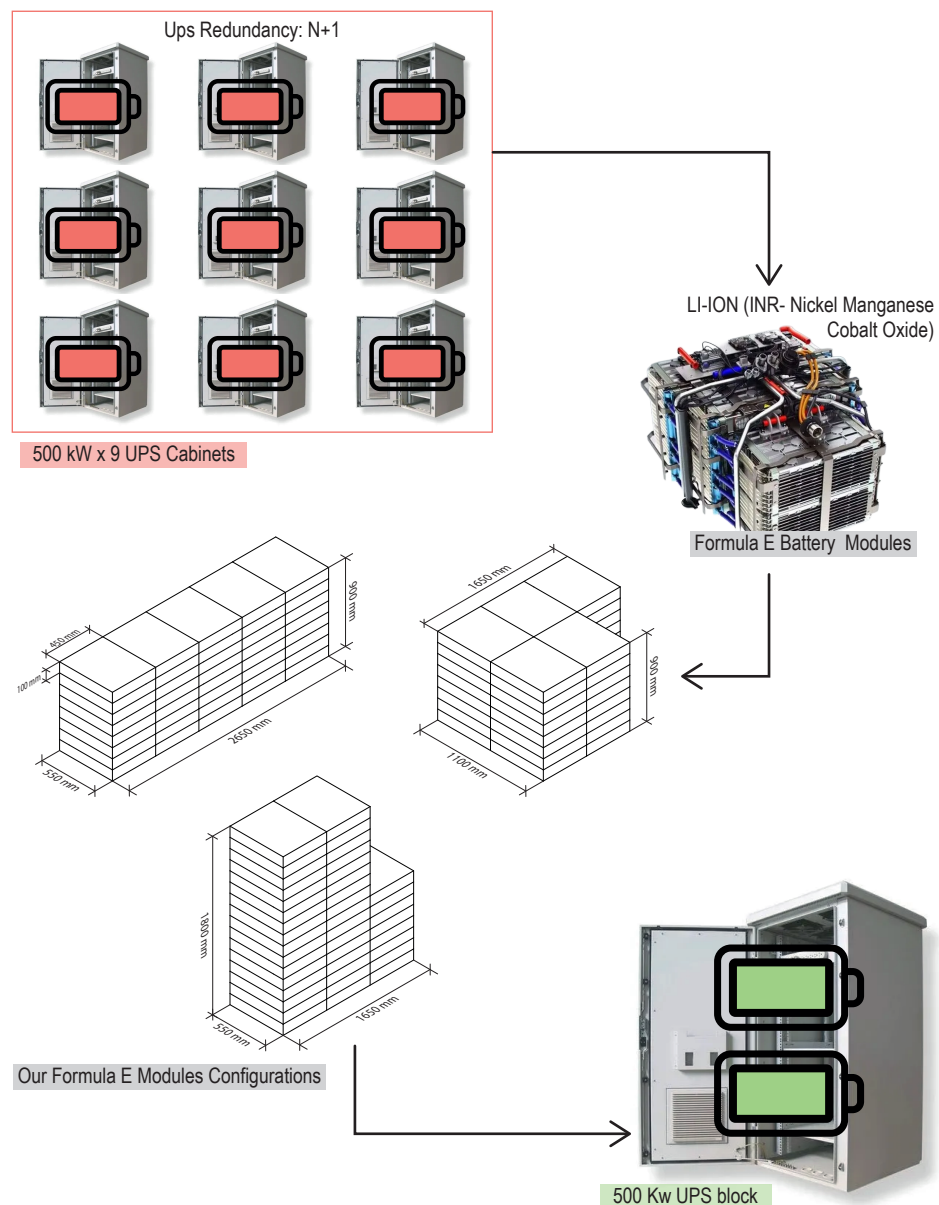 Ups Redundancy: N+1
500 kW x 9 UPS Cabinets
LI-ION (INR- Nickel Manganese
Cobalt Oxide)
Formula E Battery  Modules
450 mm
100 mm
900 mm
2650 mm
550 mm
1650 mm
900 mm
1100 mm
1800 mm
550 mm
1650 mm
Our Formula E Modules Configurations
500 Kw UPS block